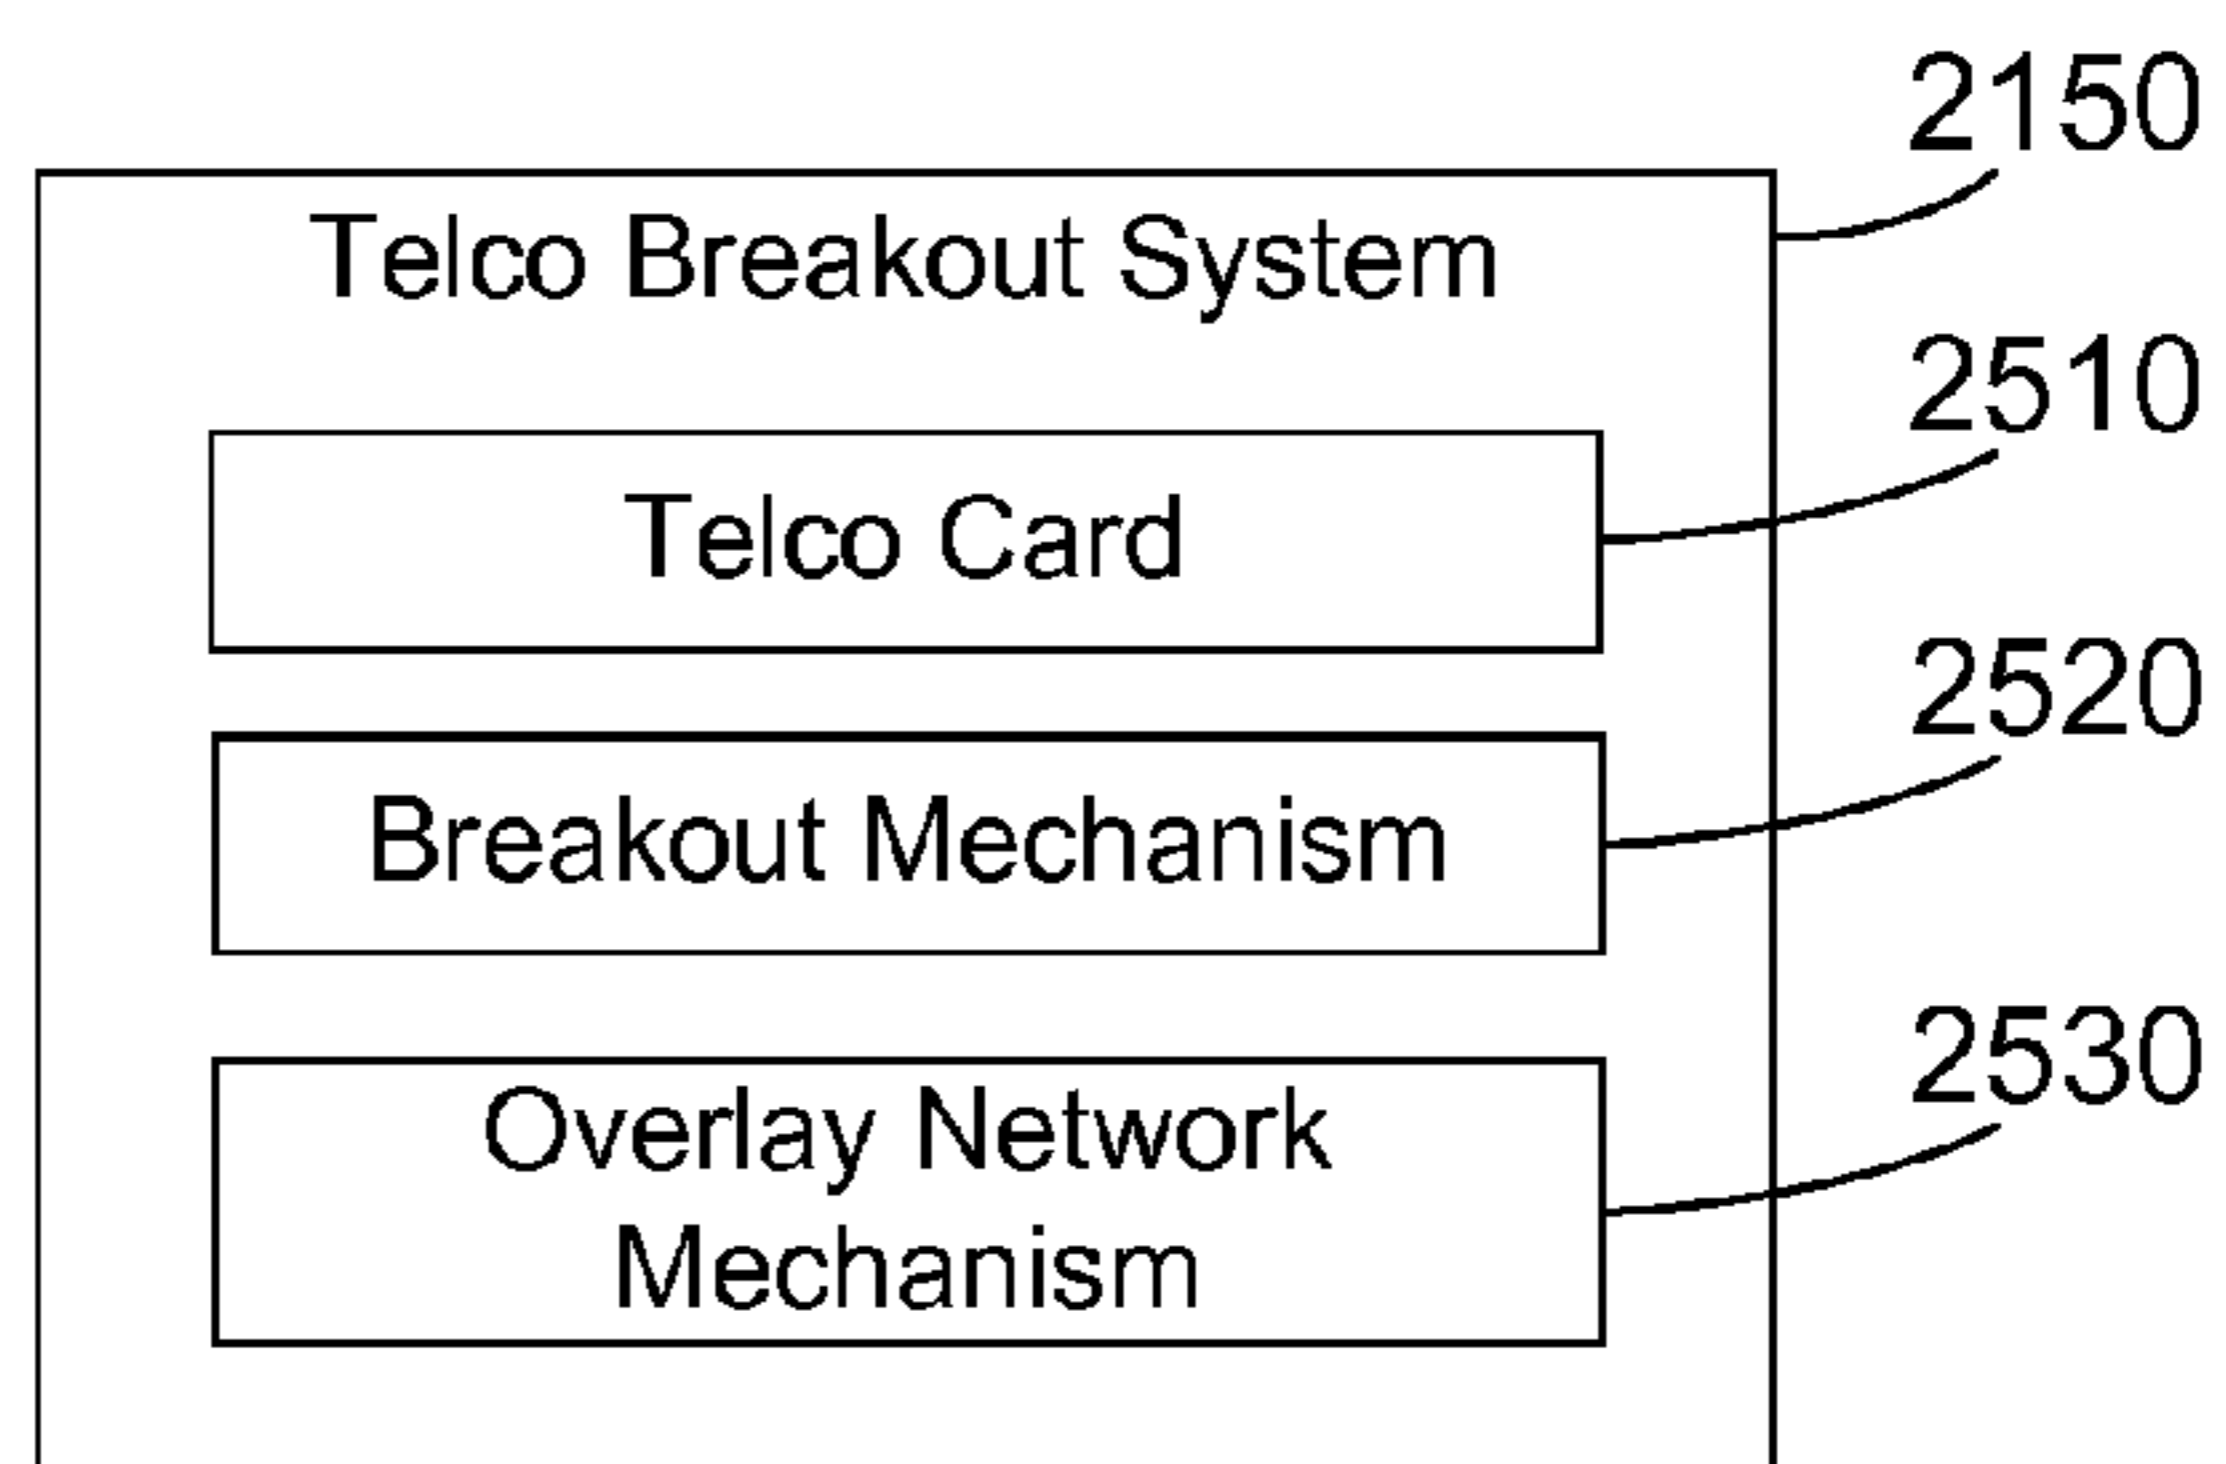 2150
Telco Breakout System
2510
Telco Card
2520
Breakout Mechanism
2530
Overlay Network
Mechanism